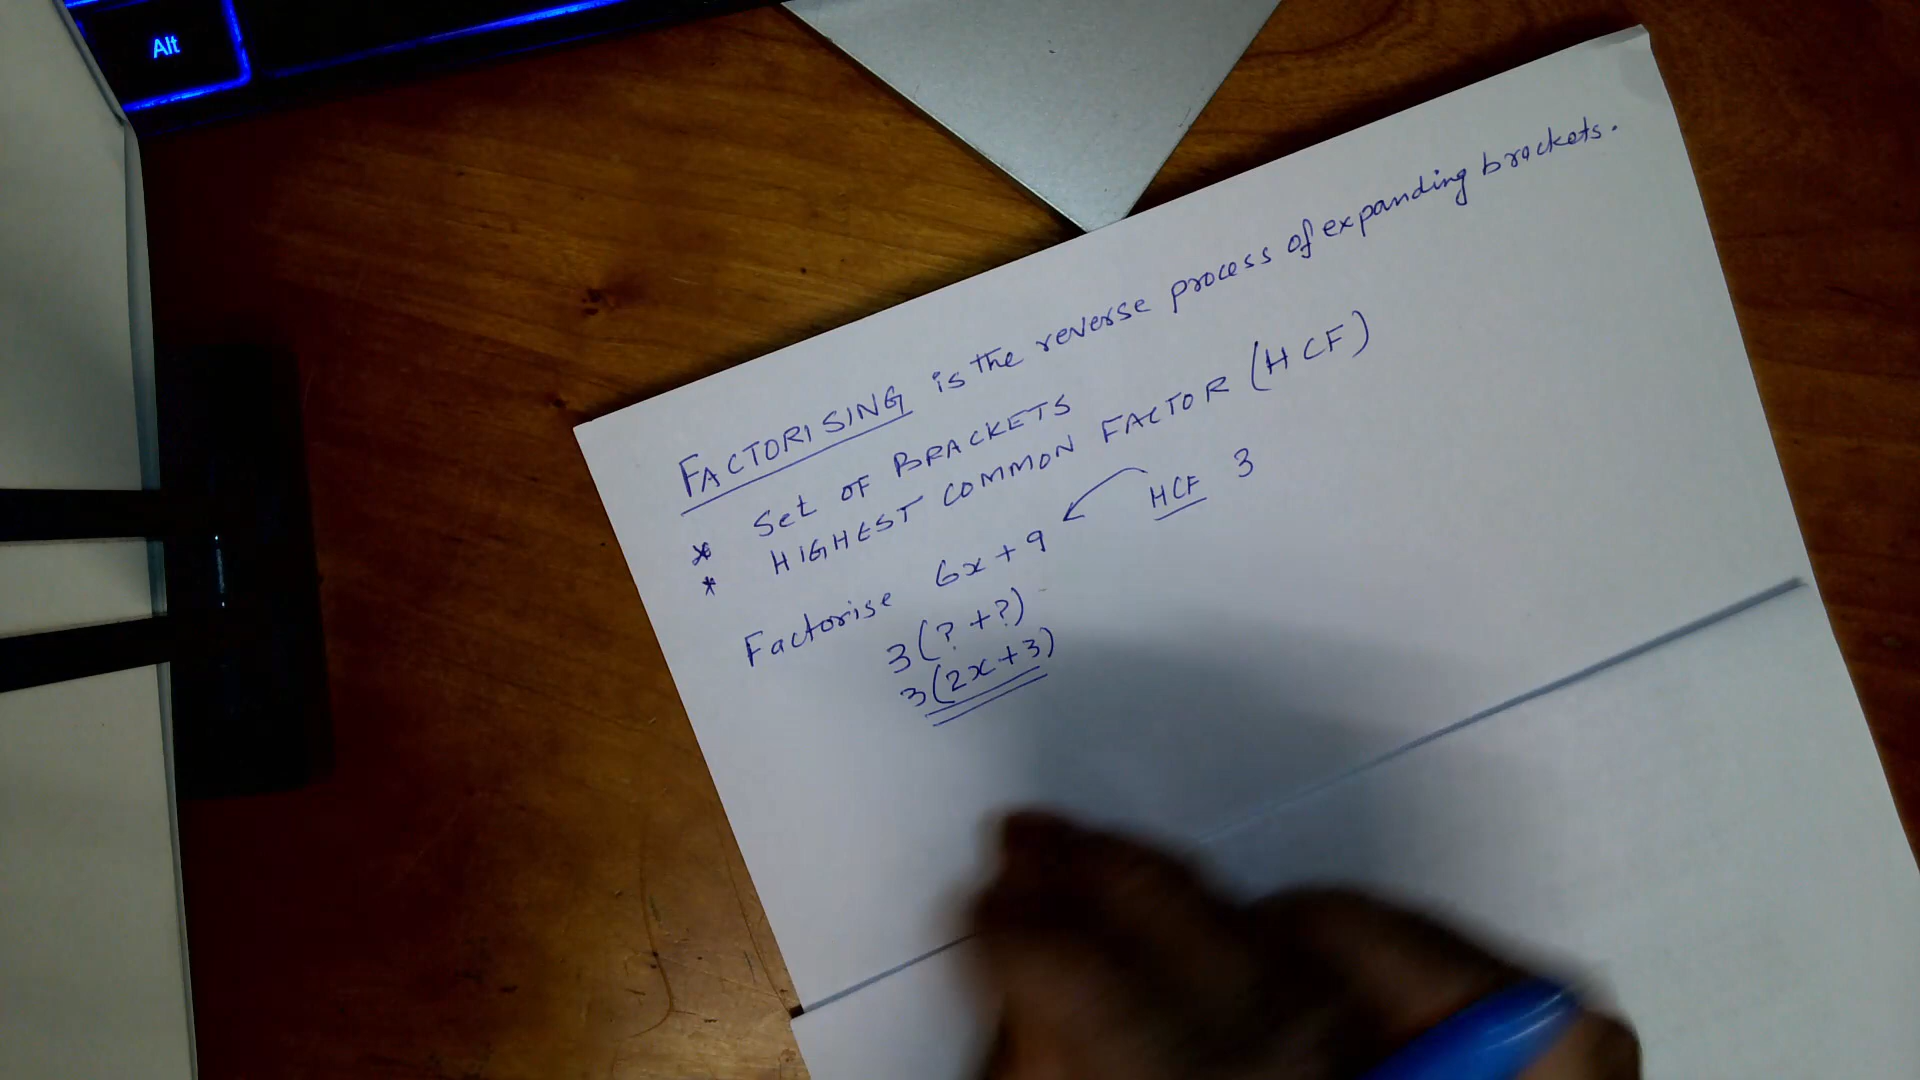 Alt
FACTORISING is the reverse process of expanding brackets.
* Set OF BRACKETS
* HIGHEST COMMON FACTOR (HCF)
Factorise 6x + 9 ← HCF 3
3(? + ?)
3(2x+3)